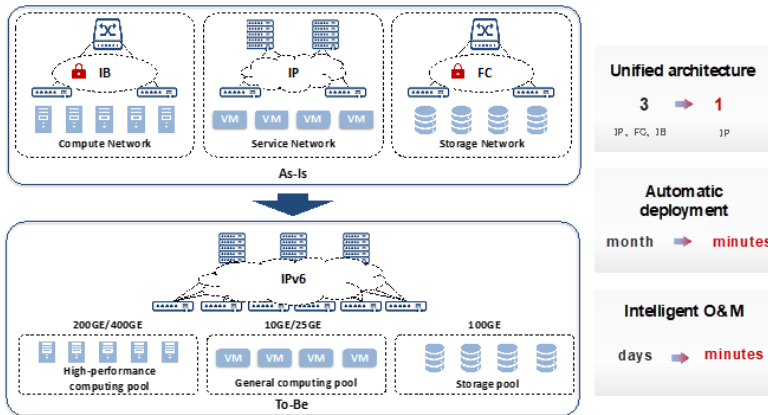 IB
IP
FC
VM VM VM VM
Compute Network
Service Network
Storage Network
As-Is
IPv6
200GE/400GE
10GE/25GE
100GE
VM VM VM VM
High-performance
computing pool
General computing pool
Storage pool
To-Be
Unified architecture
3 1
IP、FC、IB IP
Automatic
deployment
month minutes
Intelligent O&M
days minutes